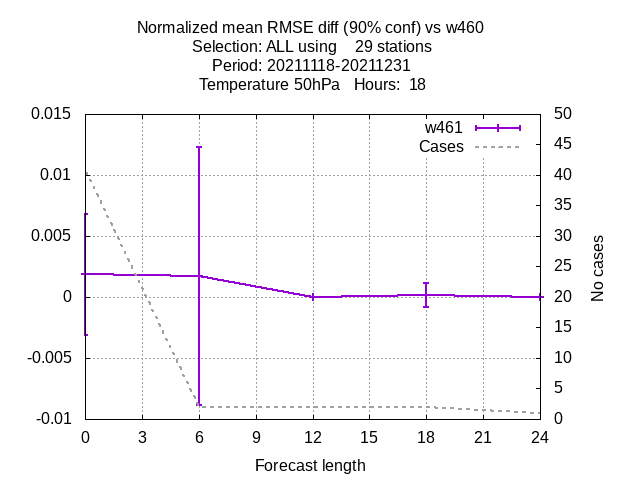 Normalized mean RMSE diff (90% conf) vs w460
Selection: ALL using    29 stations
Period: 20211118-20211231
Temperature 50hPa   Hours:  18
w461
Cases
0.015
0.01
0.005
0
-0.005
-0.01
50
45
40
35
30
25
20
15
10
5
0
No cases
0 3 6 9 12 15 18 21 24
Forecast length